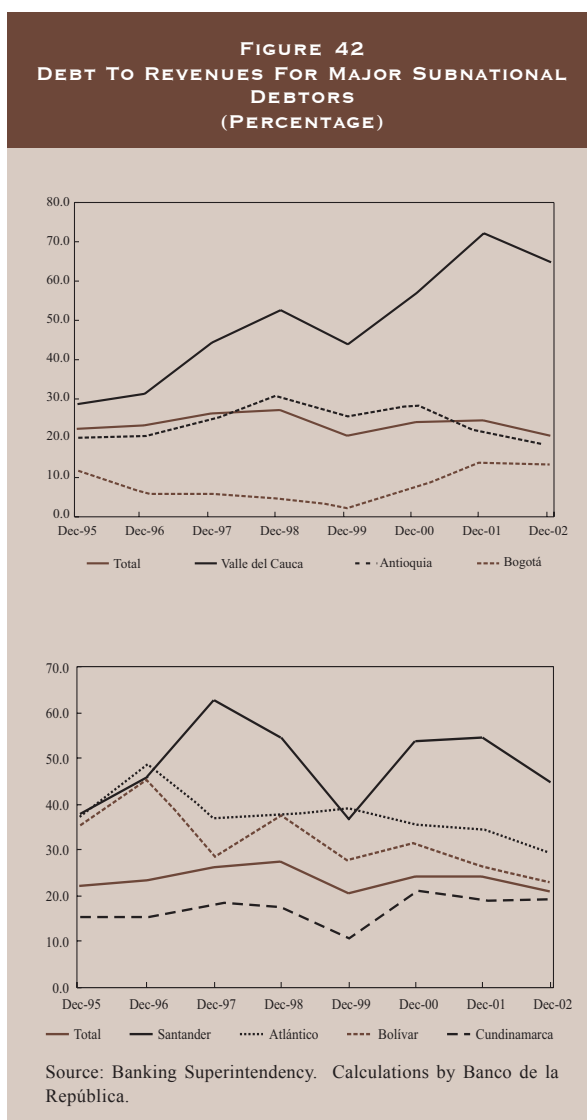 FIGURE 42
DEBT TO REVENUES FOR MAJOR SUBNATIONAL
DEBTORS
(PERCENTAGE)
80.0
70.0
60.0
50.0
40.0
30.0
20.0
10.0
0.0
Dec-95 Dec-96 Dec-97 Dec-98 Dec-99 Dec-00 Dec-01 Dec-02
Total Valle del Cauca Antioquia Bogotá
70.0
60.0
50.0
40.0
30.0
20.0
10.0
0.0
Dec-95 Dec-96 Dec-97 Dec-98 Dec-99 Dec-00 Dec-01 Dec-02
Total Santander Atlántico Bolívar Cundinamarca
Source: Banking Superintendency. Calculations by Banco de la
República.